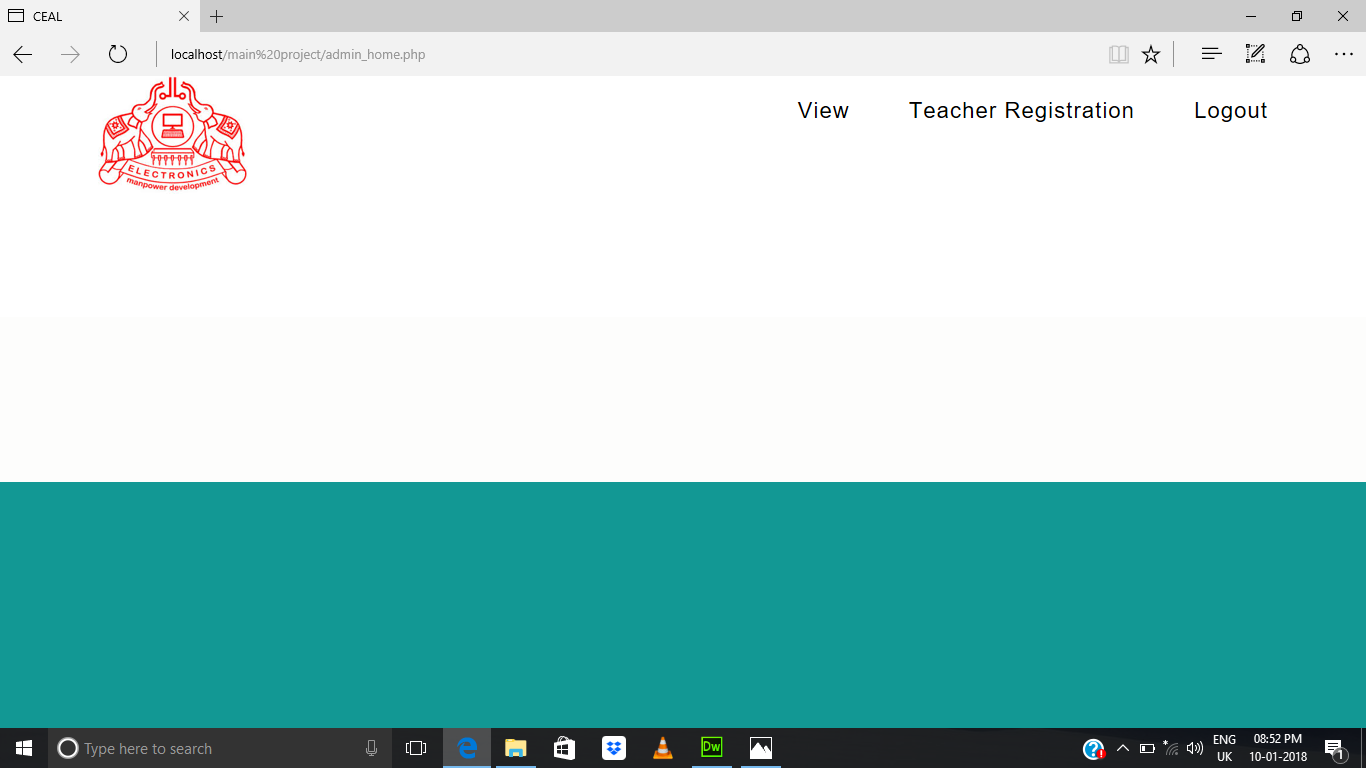 CEAL
localhost/main%20project/admin_home.php
View Teacher Registration Logout
ELECTRONICS
manpower development
Type here to search
Dw
ENG
UK
08:52 PM
10-01-2018
1